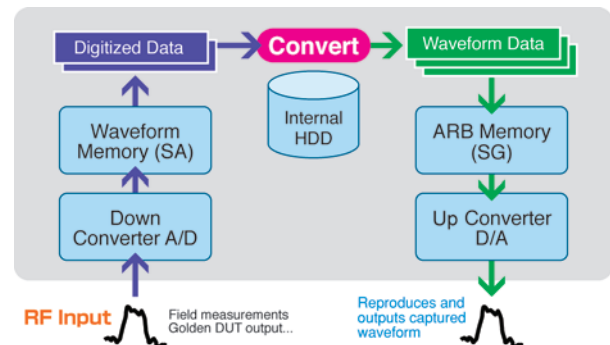 Digitized Data
Convert
Waveform Data
Waveform
Memory (SA)
Internal
HDD
ARB Memory
(SG)
Down
Converter A/D
Up Converter
D/A
RF Input
Field measurements
Golden DUT output...
Reproduces and
outputs captured
waveform